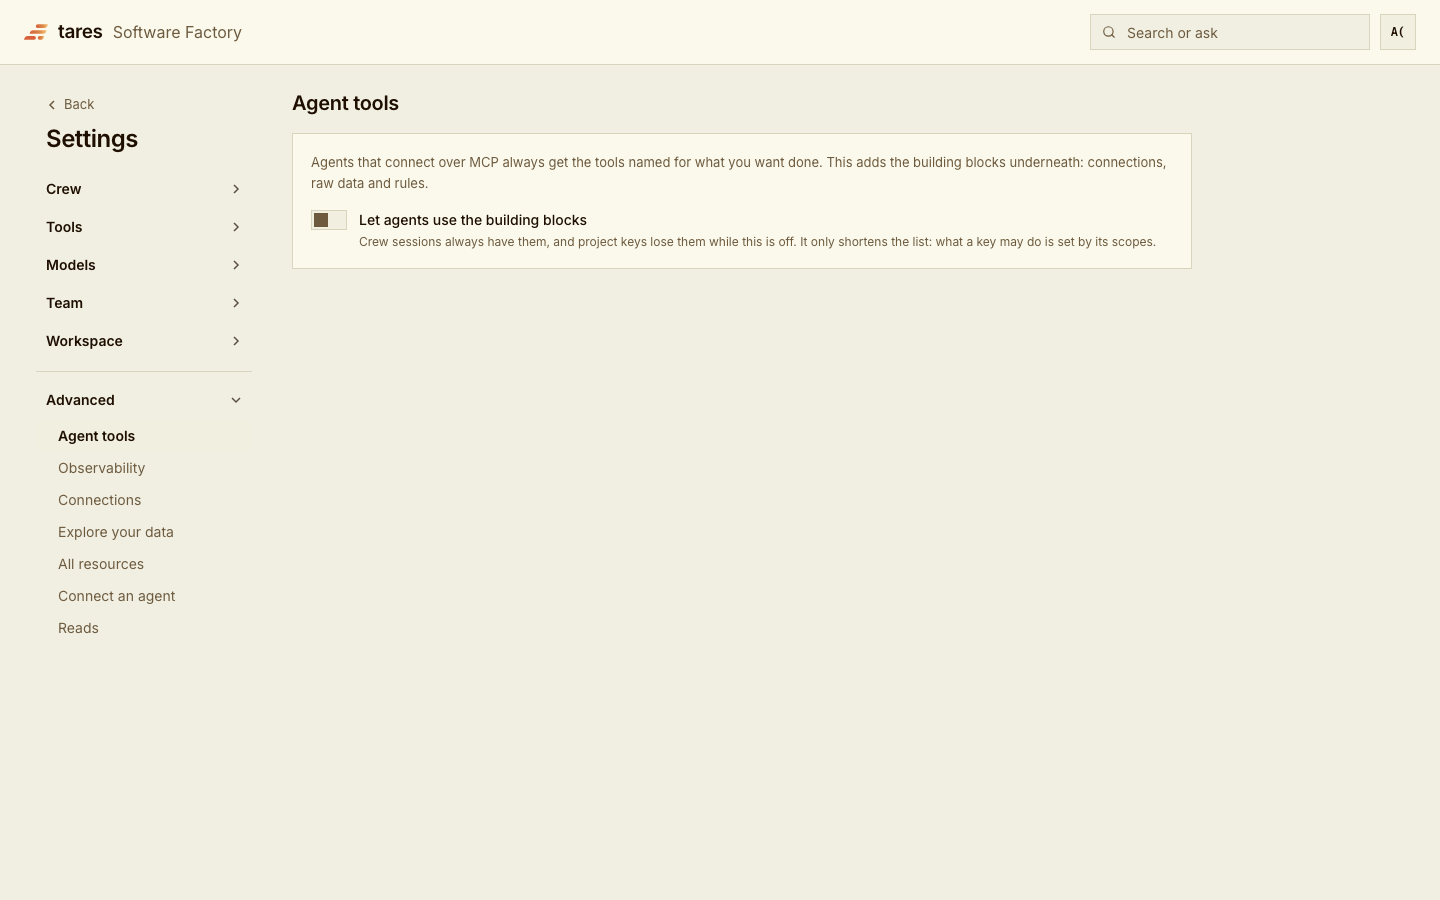 tares Software Factory
Search or ask
A(
Back
Settings
Crew
Tools
Models
Team
Workspace
Advanced
Agent tools
Observability
Connections
Explore your data
All resources
Connect an agent
Reads
Agent tools
Agents that connect over MCP always get the tools named for what you want done. This adds the building blocks underneath: connections,
raw data and rules.
Let agents use the building blocks
Crew sessions always have them, and project keys lose them while this is off. It only shortens the list: what a key may do is set by its scopes.